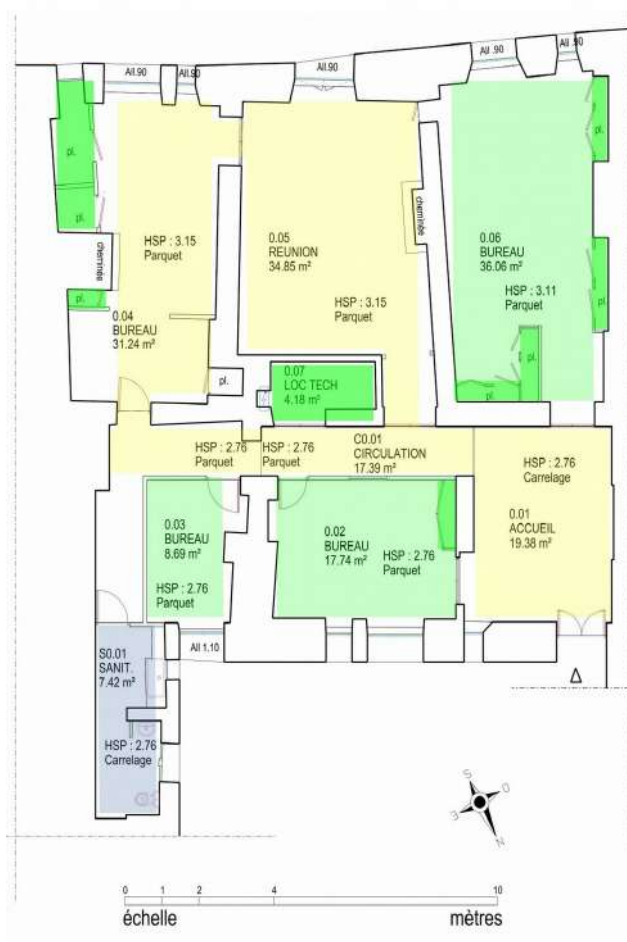 All.90
All.90
All.90
All .90
All .90
pl.
pl.
cheminée
pl.
HSP : 3.15
Parquet
0.04
BUREAU
31.24 m²
pl.
0.05
REUNION
34.85 m²
HSP : 3.15
Parquet
cheminée
0.06
BUREAU
36.06 m²
HSP : 3.11
Parquet
pl.
pl.
pl.
pl.
0.07
LOC TECH
4.18 m²
HSP : 2.76
Parquet
HSP : 2.76
Parquet
C0.01
CIRCULATION
17.39 m²
HSP : 2.76
Carrelage
0.01
ACCUEIL
19.38 m²
0.03
BUREAU
8.69 m²
HSP : 2.76
Parquet
0.02
BUREAU
17.74 m²
HSP : 2.76
Parquet
All 1.10
S0.01
SANIT.
7.42 m²
HSP : 2.76
Carrelage
S
O
E
N
0 1 2 4 10
échelle mètres